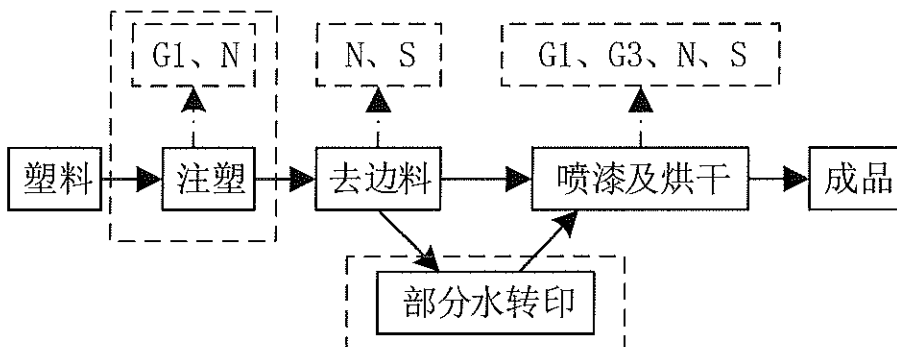 G1、N
N、S
G1、G3、N、S
塑料
注塑
去边料
喷漆及烘干
成品
部分水转印